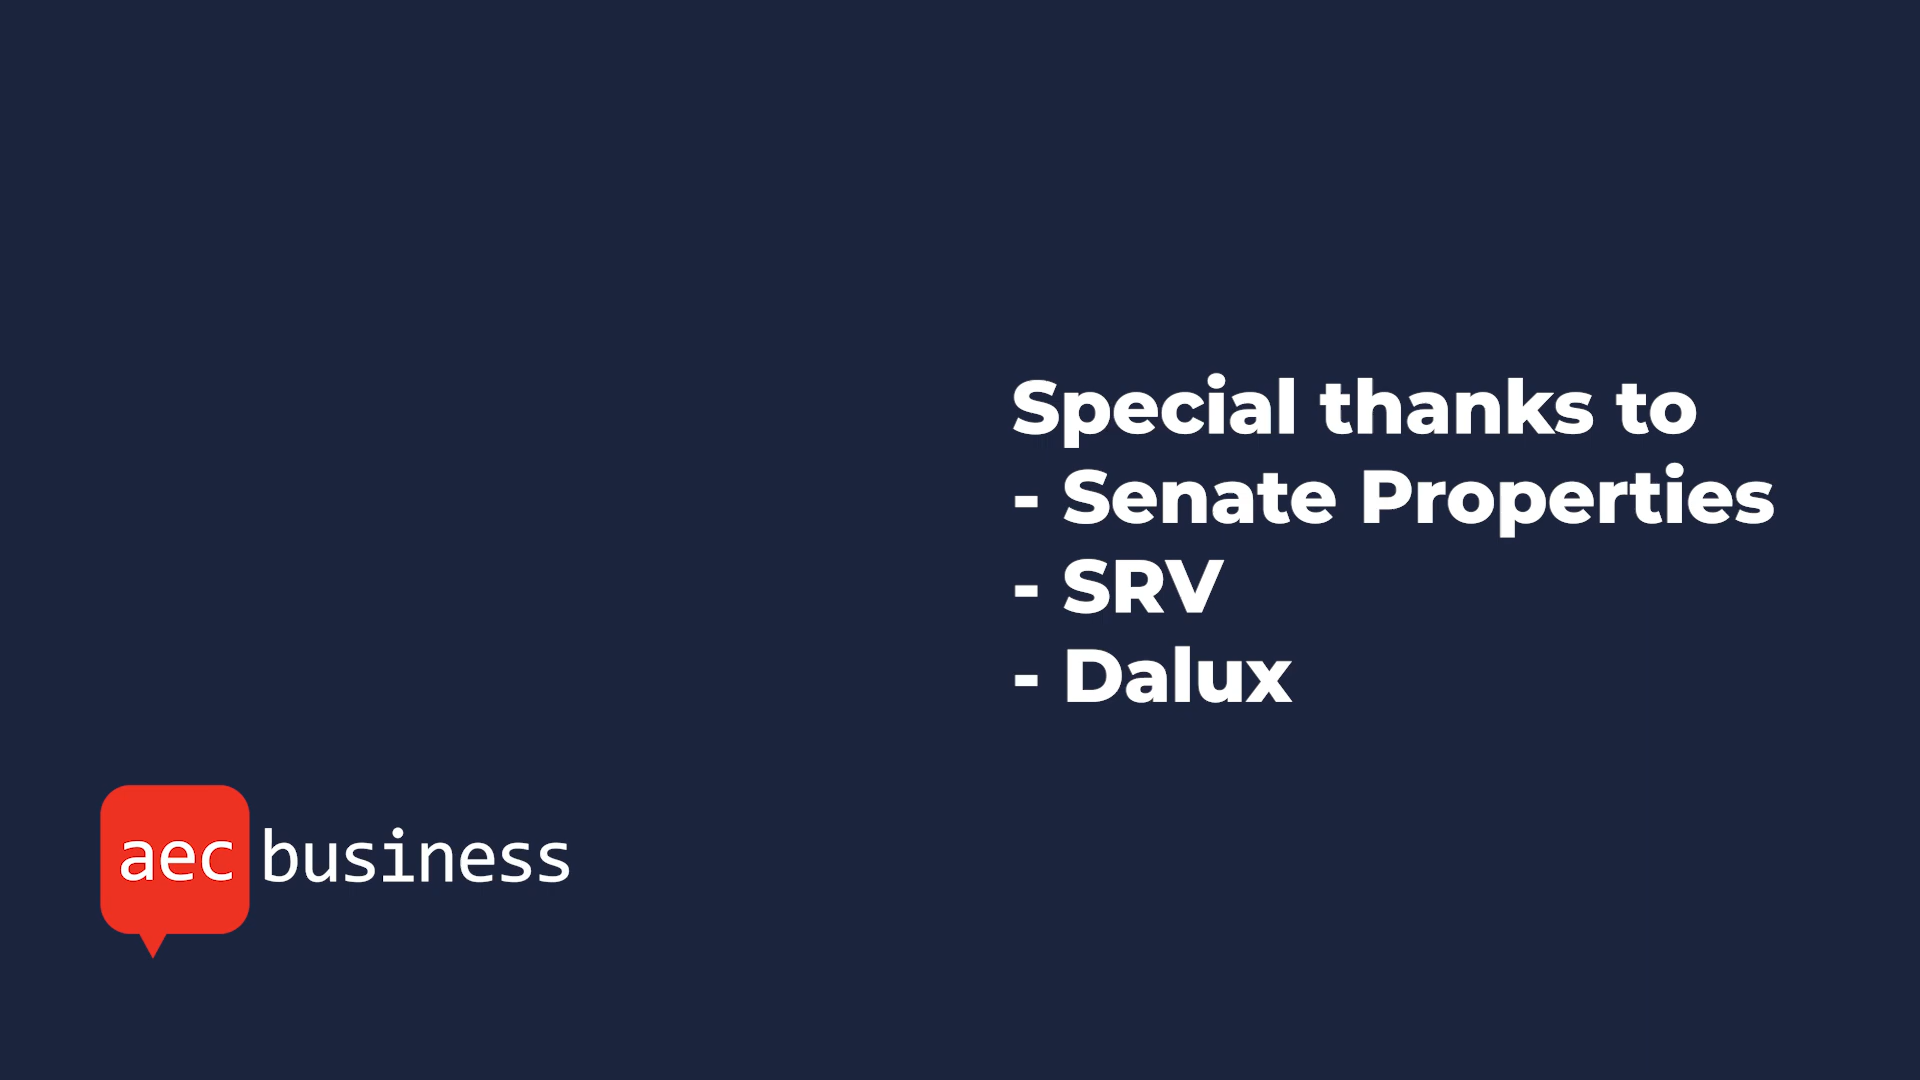 Special thanks to
- Senate Properties
- SRV
- Dalux
aec business